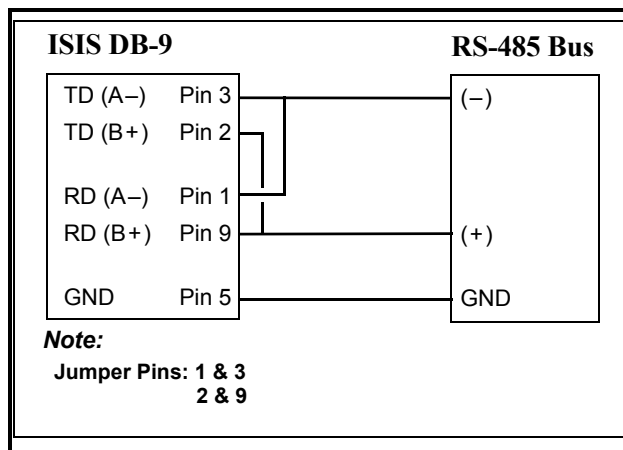 ISIS DB-9 RS-485 Bus
TD (A−) Pin 3 (−)
TD (B+) Pin 2
RD (A−) Pin 1
RD (B+) Pin 9 (+)
GND Pin 5 GND
Note:
Jumper Pins: 1 & 3
2 & 9